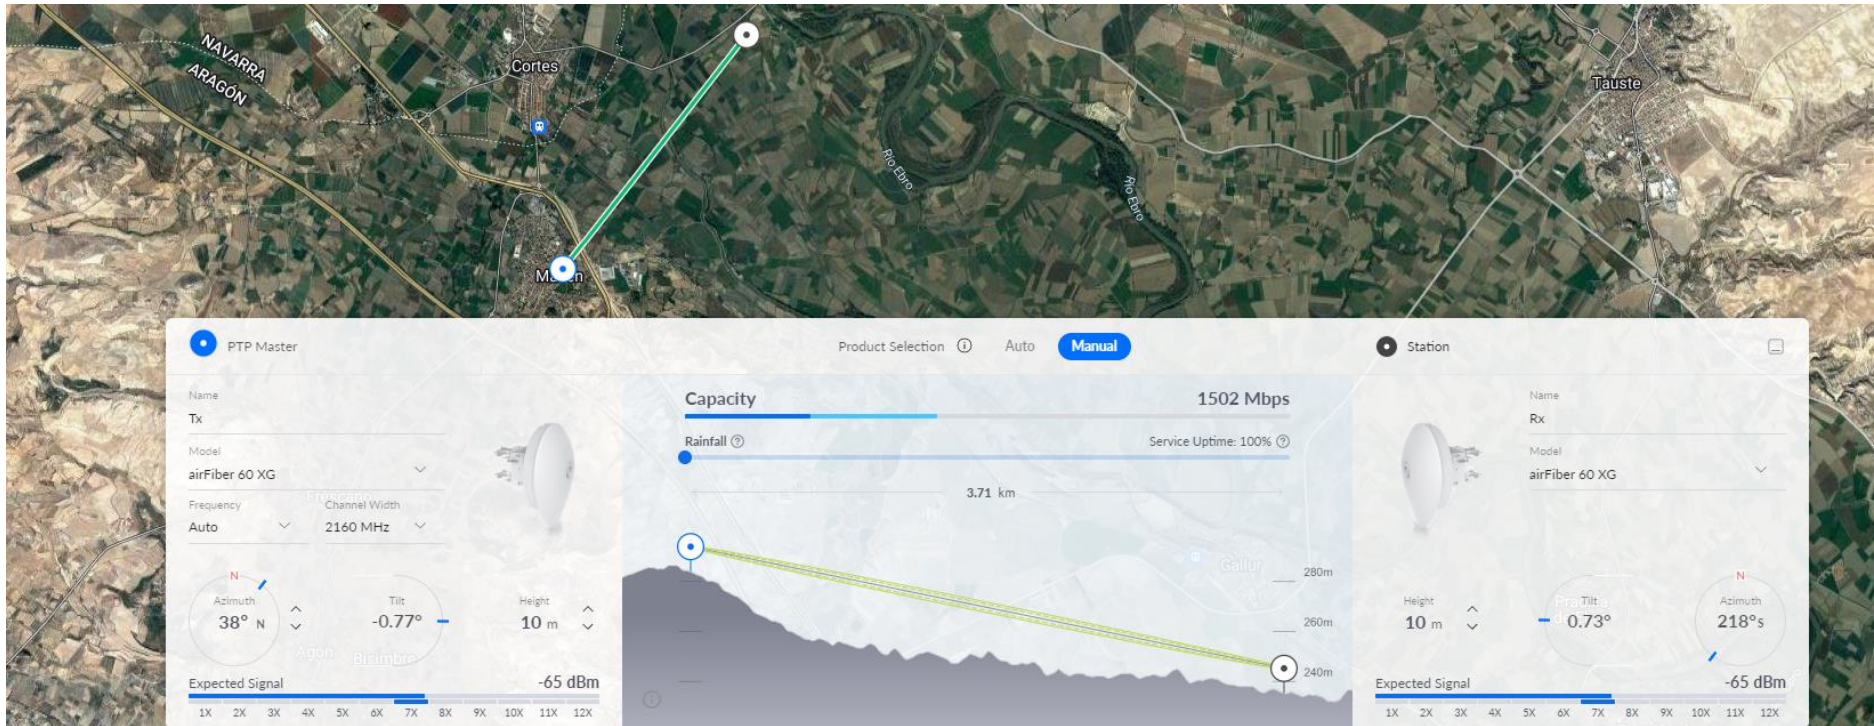 NAVARRA
ARAGÓN
Cortes
Tauste
Río Ebro
Río Ebro
PTP Master
Product Selection
Auto
Manual
Station
Name
Tx
Model
airFiber 60 XG
Frequency
Channel Width
Auto
2160 MHz
N
Azimuth
38° N
Tilt
-0.77°
Height
10 m
Agón
Bisimbre
Expected Signal
-65 dBm
1X 2X 3X 4X 5X 6X 7X 8X 9X 10X 11X 12X
Capacity
1502 Mbps
Rainfall
Service Uptime: 100%
3.71 km
Gallur
280m
260m
240m
Name
Rx
Model
airFiber 60 XG
Height
10 m
Tilt
0.73°
N
Azimuth
218° S
Expected Signal
-65 dBm
1X 2X 3X 4X 5X 6X 7X 8X 9X 10X 11X 12X